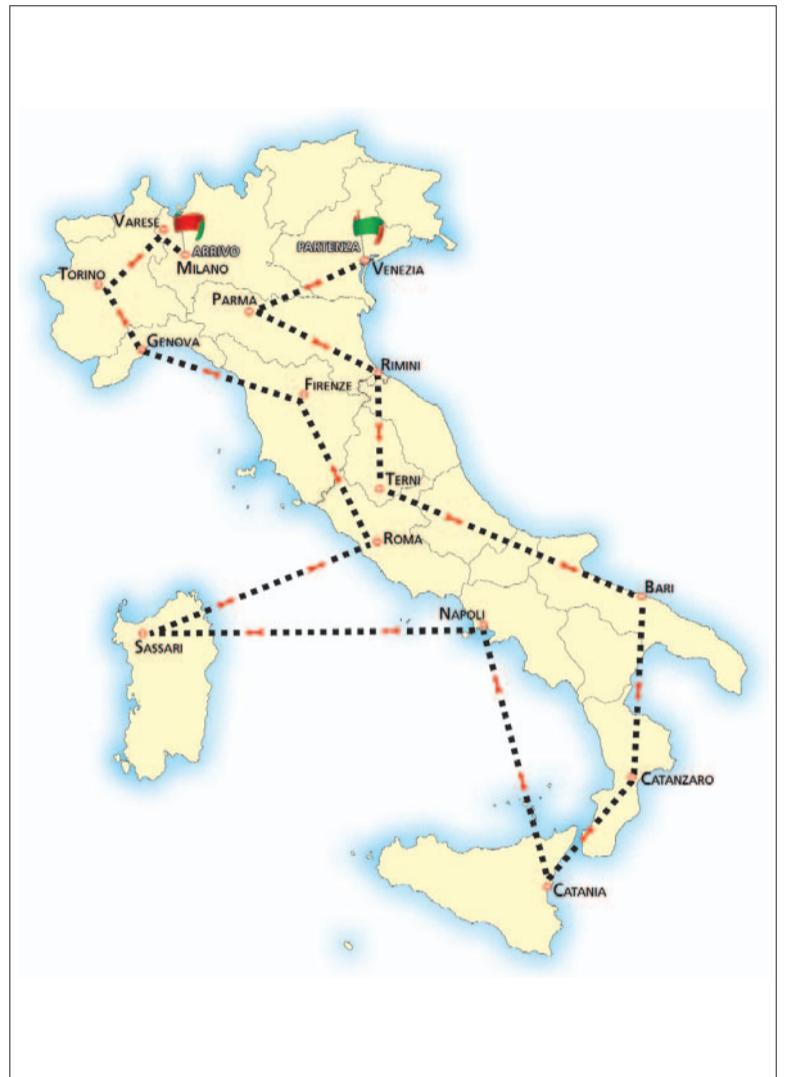 VARESE
ARRIVO
PARTENZA
MILANO
VENEZIA
TORINO
PARMA
GENOVA
RIMINI
FIRENZE
TERNI
ROMA
BARI
NAPOLI
SASSARI
CATANZARO
CATANIA